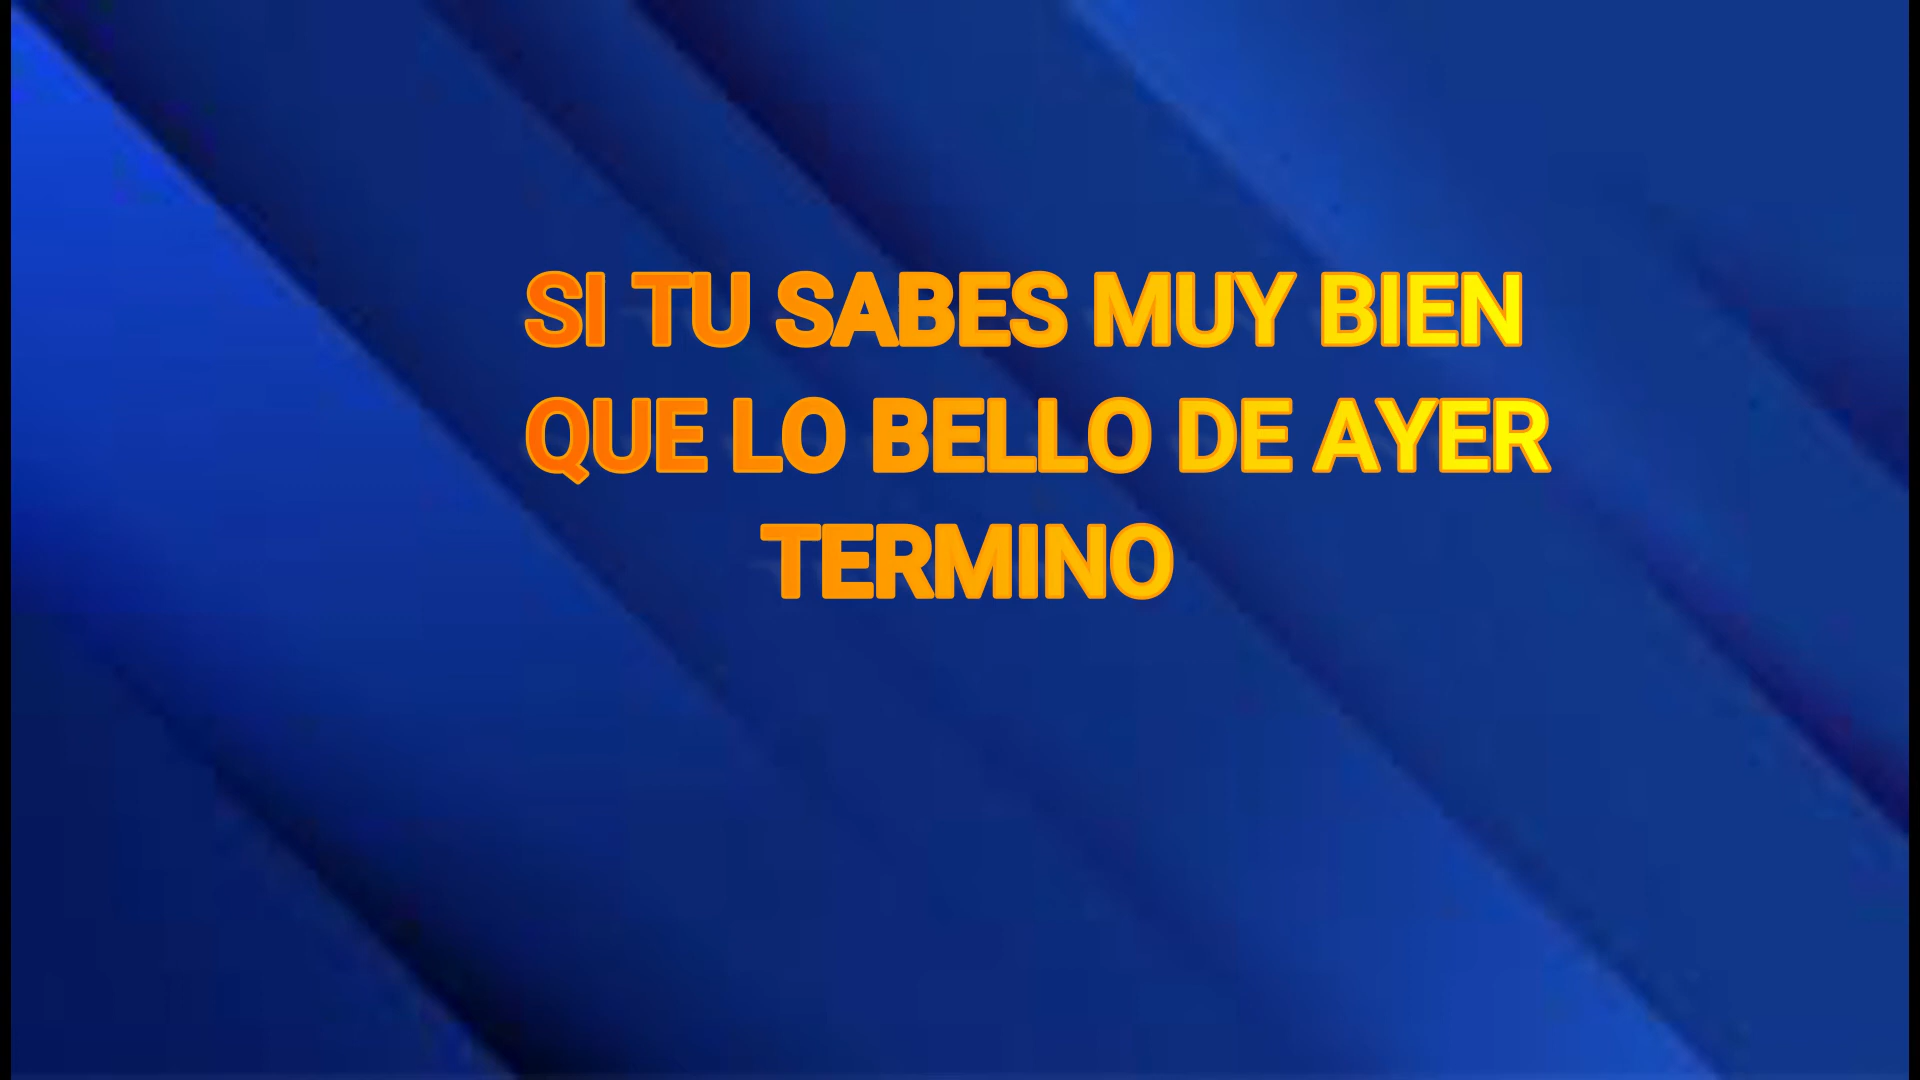 SI TU SABES MUY BIEN
QUE LO BELLO DE AYER
TERMINO